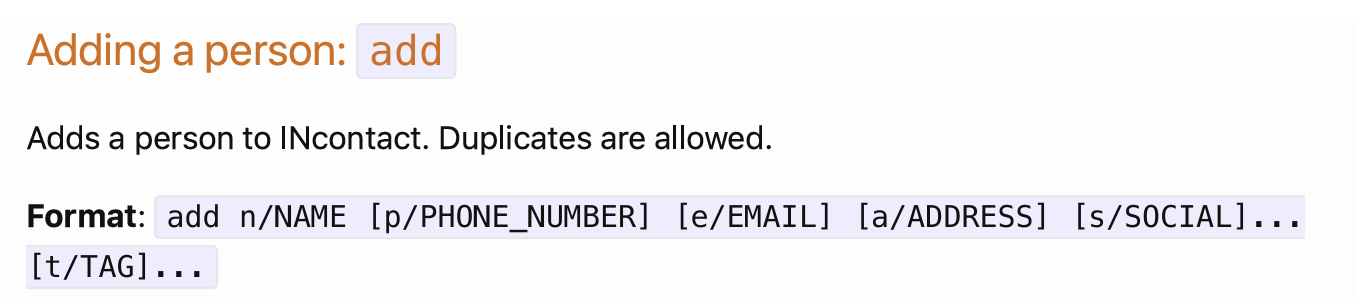 Adding a person: add
Adds a person to INcontact. Duplicates are allowed.
Format: add n/NAME [p/PHONE_NUMBER] [e/EMAIL] [a/ADDRESS] [s/SOCIAL]...
[t/TAG]...